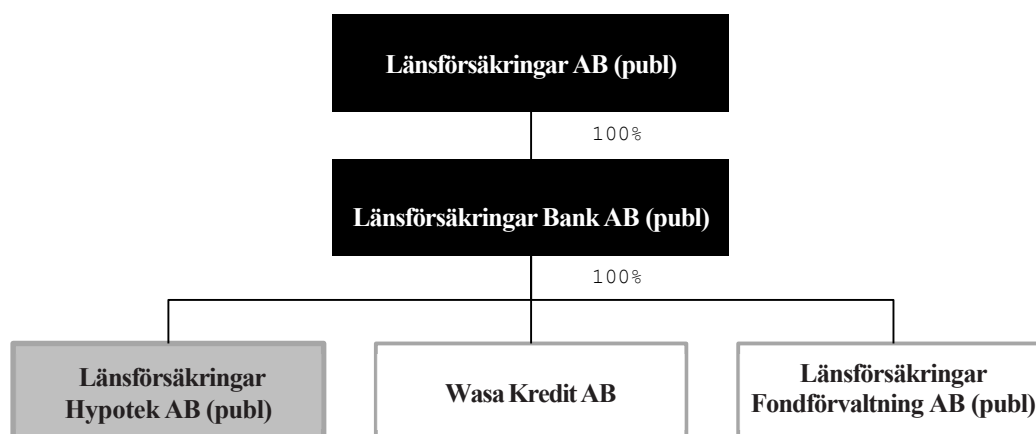 Länsförsäkringar AB (publ)
100%
Länsförsäkringar Bank AB (publ)
100%
Länsförsäkringar
Hypotek AB (publ)
Wasa Kredit AB
Länsförsäkringar
Fondförvaltning AB (publ)